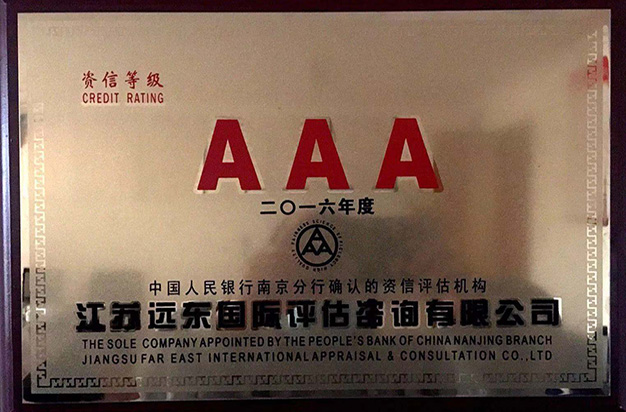 资信等级
CREDIT RATING
AAA
二〇一六年度
中国人民银行南京分行确认的资信评估机构
江苏远东国际评估咨询有限公司
THE SOLE COMPANY APPOINTED BY THE PEOPLE'S BANK OF CHINA NANJING BRANCH
JIANGSU FAR EAST INTERNATIONAL APPRAISAL & CONSULTATION CO.,LTD